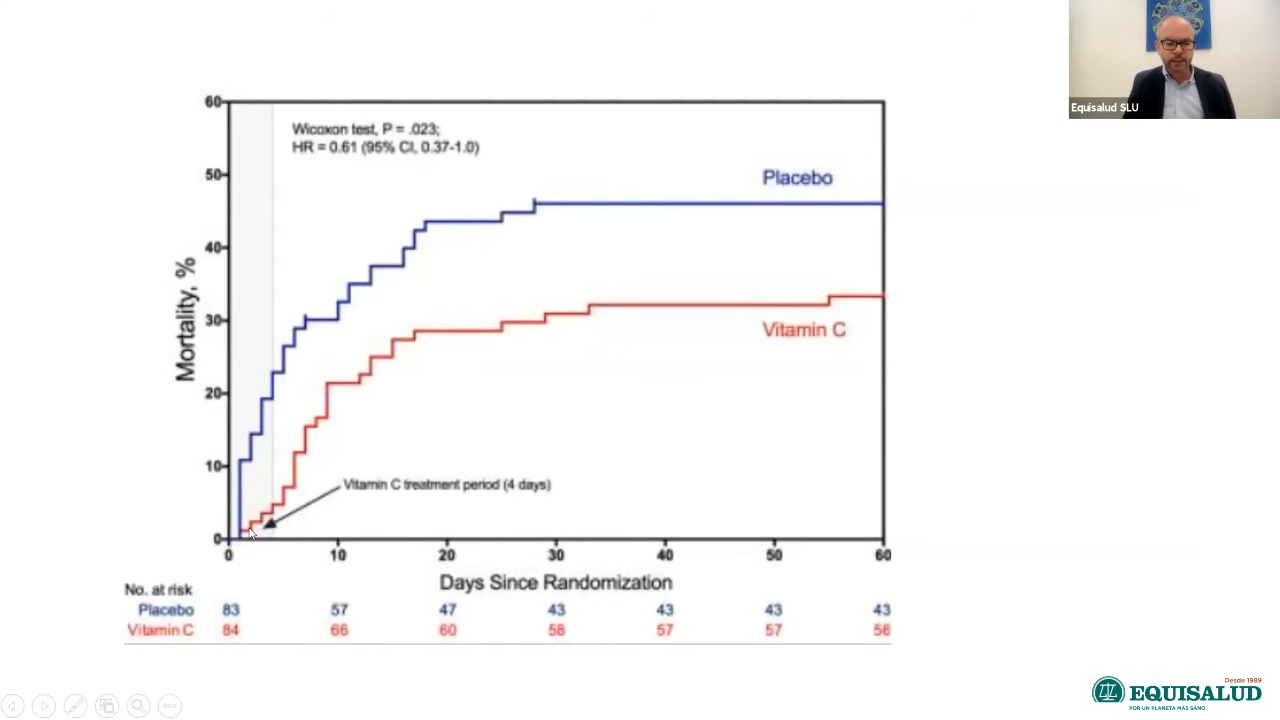 Equisalud SLU
60
Wicoxon test, P = .023;
HR = 0.61 (95% CI, 0.37-1.0)
50
Placebo
40
Mortality, %
30
Vitamin C
20
10
Vitamin C treatment period (4 days)
0
0 10 20 30 40 50 60
Days Since Randomization
No. at risk
Placebo 83 57 47 43 43 43 43
Vitamin C 84 66 60 58 57 57 56
Desde 1989
EQUISALUD
POR UN PLANETA MÁS SANO